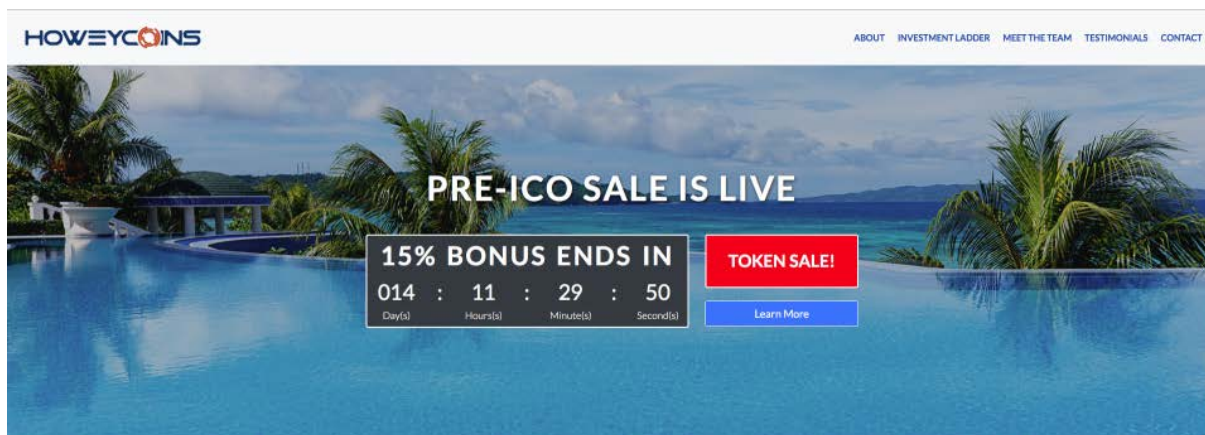 HOWEYCOINS
ABOUT INVESTMENT LADDER MEET THE TEAM TESTIMONIALS CONTACT
PRE-ICO SALE IS LIVE
15% BONUS ENDS IN
014 : 11 : 29 : 50
Day(s) Hours(s) Minute(s) Second(s)
TOKEN SALE!
Learn More